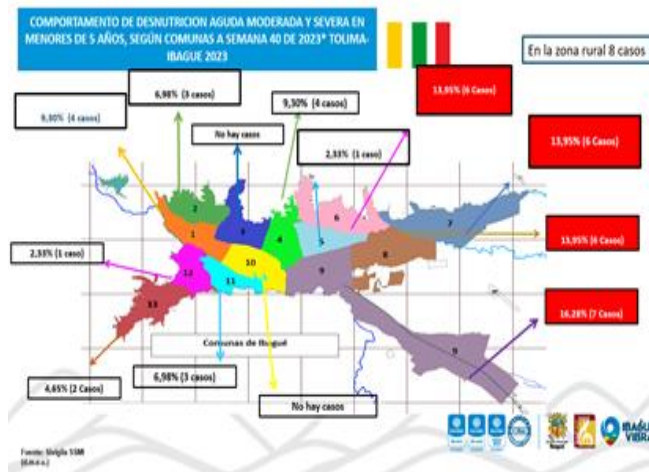 COMPORTAMENTO DE DESNUTRICION AGUDA MODERADA Y SEVERA EN
MENORES DE 5 AÑOS, SEGÚN COMUNAS A SEMANA 40 DE 2023* TOLIMA-
IBAGUE 2023
En la zona rural 8 casos
9,30% (4 casos)
6,98% (3 casos)
No hay casos
9,30% (4 casos)
2,33% (1 caso)
13,95% (6 Casos)
13,95% (6 Casos)
13,95% (6 Casos)
16,28% (7 Casos)
2,33% (1 caso)
4,65% (2 Casos)
6,98% (3 casos)
No hay casos
1
2
3
4
5
6
7
8
9
10
11
12
13
9
Comunas de Ibagué
Fuente: Sivigila SSMI
IBAGUÉ
VIBRA